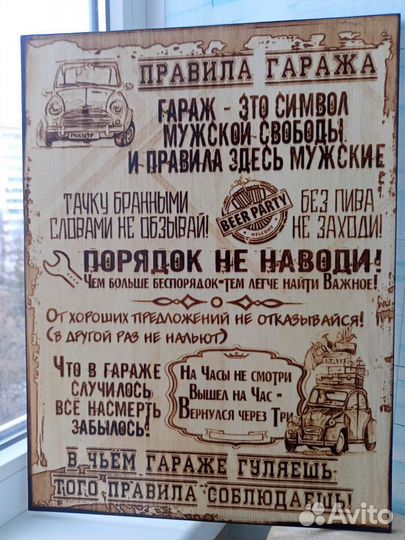 ПРАВИЛА ГАРАЖА
ГАРАЖ - ЭТО СИМВОЛ
МУЖСКОЙ СВОБОДЫ,
И ПРАВИЛА ЗДЕСЬ МУЖСКИЕ
ТАЧКУ БРАННЫМИ
СЛОВАМИ НЕ ОБЗЫВАЙ!
BEER PARTY
WELCOME
БЕЗ ПИВА
НЕ ЗАХОДИ!
ПОРЯДОК НЕ НАВОДИ!
ЧЕМ БОЛЬШЕ БЕСПОРЯДОК-ТЕМ ЛЕГЧЕ НАЙТИ ВАЖНОЕ!
ОТ ХОРОШИХ ПРЕДЛОЖЕНИЙ НЕ ОТКАЗЫВАЙСЯ!
(В ДРУГОЙ РАЗ НЕ НАЛЬЮТ)
ЧТО В ГАРАЖЕ
СЛУЧИЛОСЬ,
ВСЁ НАСМЕРТЬ
ЗАБЫЛОСЬ!
НА ЧАСЫ НЕ СМОТРИ
ВЫШЕЛ НА ЧАС -
ВЕРНУЛСЯ ЧЕРЕЗ ТРИ
В ЧЬЁМ ГАРАЖЕ ГУЛЯЕШЬ-
ТОГО ПРАВИЛА СОБЛЮДАЕШЬ!
Avito